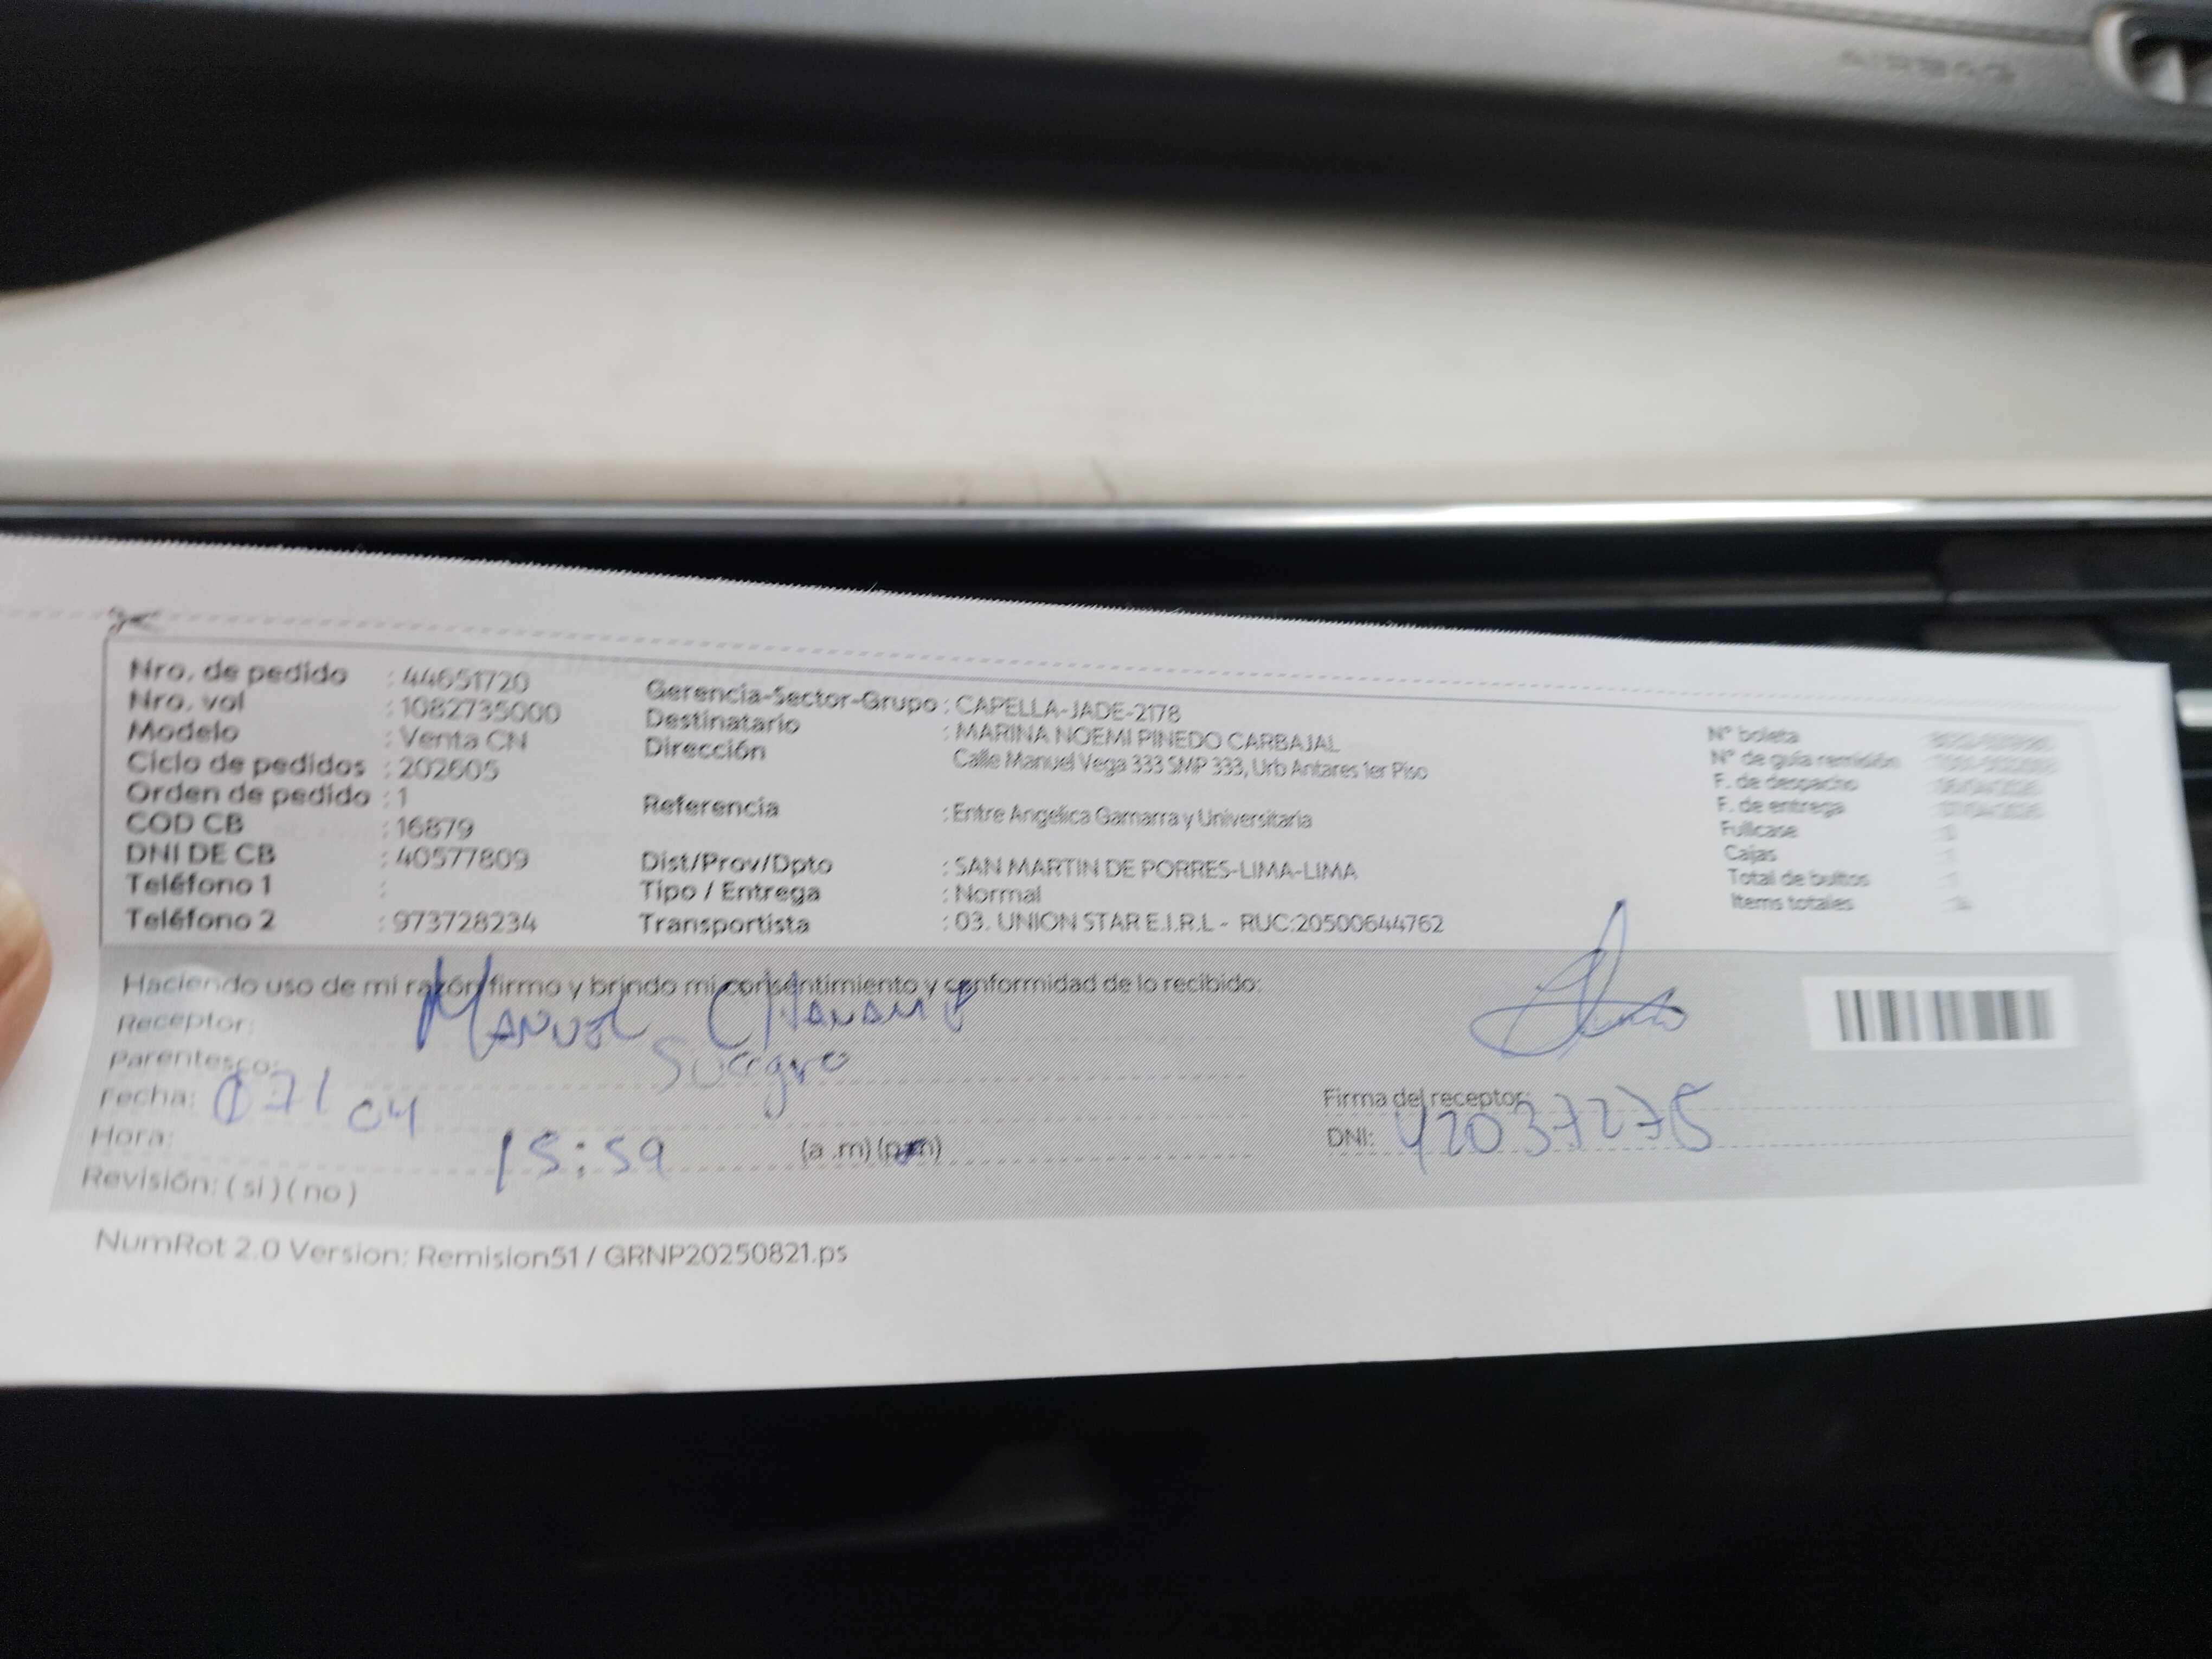 AIRBAG
Nro. de pedido : 44651720
Nro. vol : 1082735000
Modelo : Venta CN
Ciclo de pedidos : 202605
Orden de pedido : 1
COD CB : 16879
DNI DE CB : 40577809
Teléfono 1 :
Teléfono 2 : 973728234
Gerencia-Sector-Grupo : CAPELLA-JADE-2178
Destinatario : MARINA NOEMI PINEDO CARBAJAL
Dirección Calle Manuel Vega 333 SMP 333, Urb Antares 1er Piso
Referencia : Entre Angélica Gamarra y Universitaria
Dist/Prov/Dpto : SAN MARTIN DE PORRES-LIMA-LIMA
Tipo / Entrega : Normal
Transportista : 03. UNION STAR E.I.R.L - RUC:20500644762
N° boleta
N° de guía remisión
F. de despacho
F. de entrega
Fullcase
Cajas
Total de bultos
Items totales
Haciendo uso de mi razón firmo y brindo mi consentimiento y conformidad de lo recibido:
Receptor: Manuel
Parentesco: Suegro
Fecha: 07/04
Hora: 15:59 (a .m) (p.m)
Revisión: ( si ) ( no )
Firma del receptor:
DNI: 42037275
NumRot 2.0 Version: Remision51 / GRNP20250821.ps